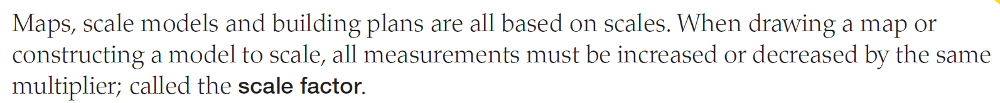 Maps, scale models and building plans are all based on scales. When drawing a map or
constructing a model to scale, all measurements must be increased or decreased by the same
multiplier; called the scale factor.